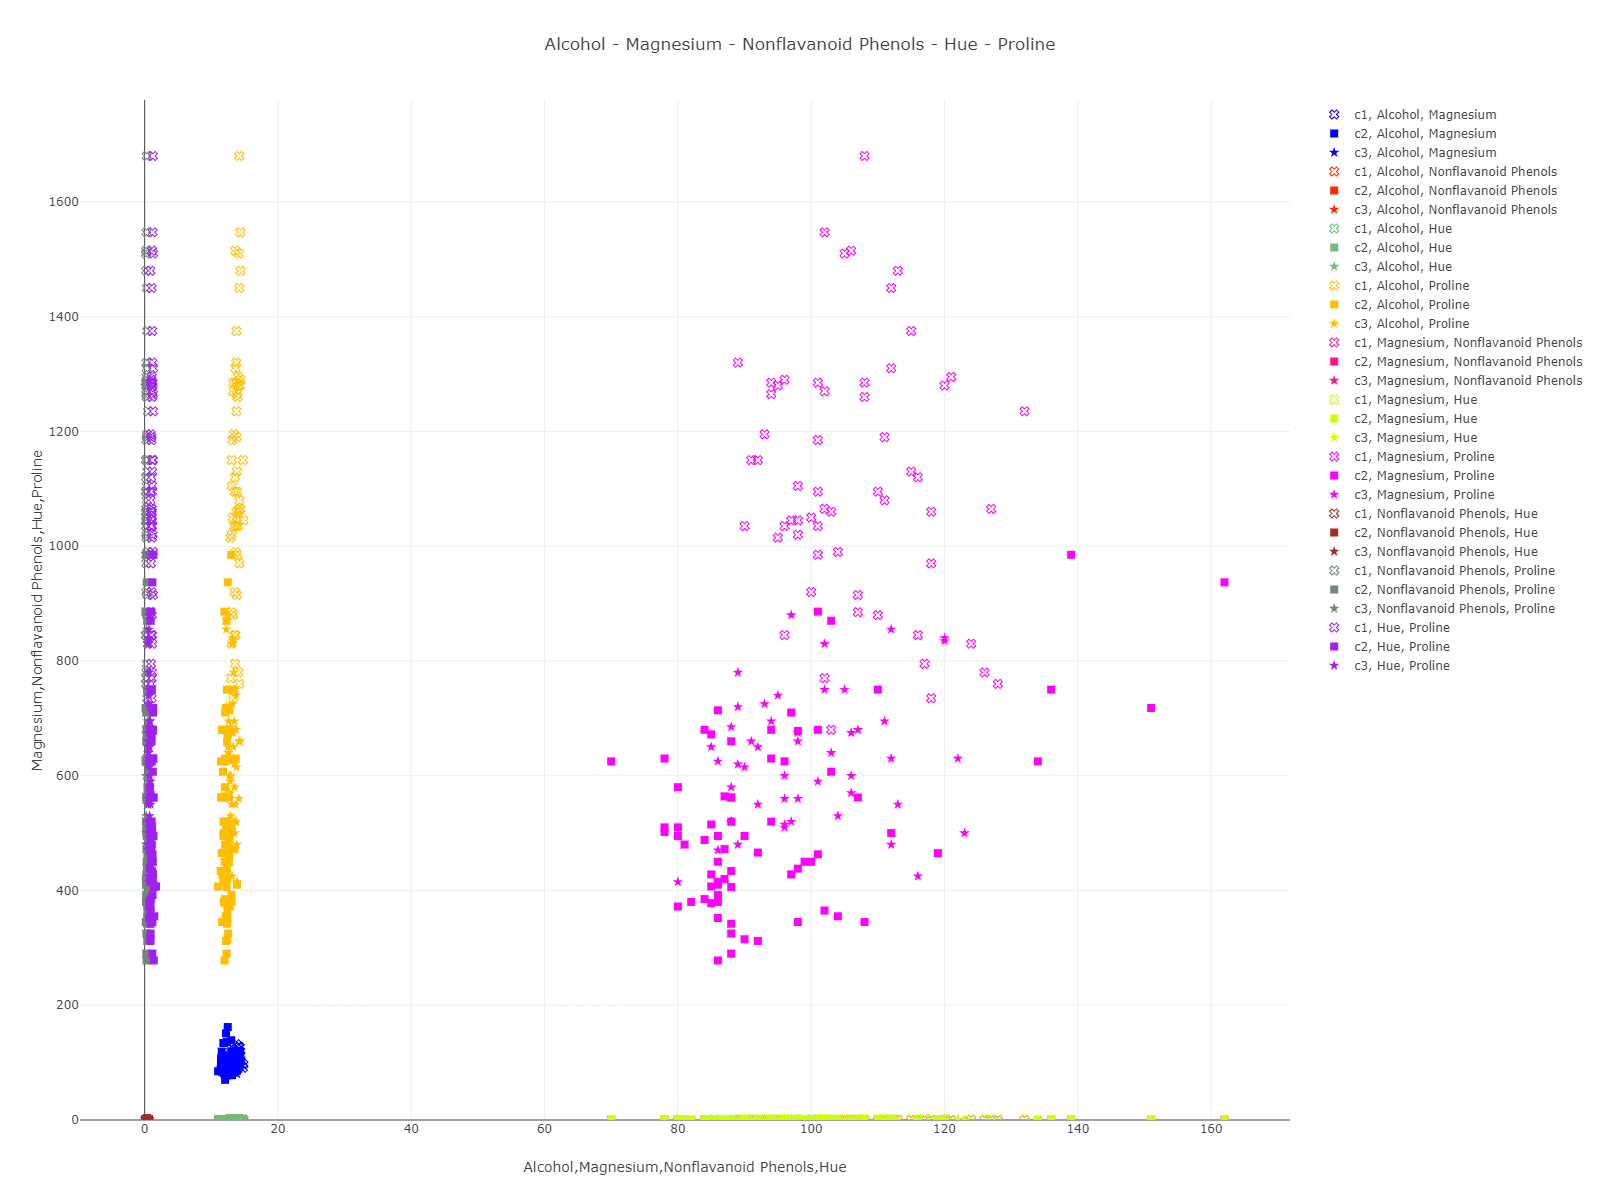 Alcohol - Magnesium - Nonflavanoid Phenols - Hue - Proline
Magnesium,Nonflavanoid Phenols,Hue,Proline
1600
1400
1200
1000
800
600
400
200
0
0 20 40 60 80 100 120 140 160
Alcohol,Magnesium,Nonflavanoid Phenols,Hue
c1, Alcohol, Magnesium
c2, Alcohol, Magnesium
c3, Alcohol, Magnesium
c1, Alcohol, Nonflavanoid Phenols
c2, Alcohol, Nonflavanoid Phenols
c3, Alcohol, Nonflavanoid Phenols
c1, Alcohol, Hue
c2, Alcohol, Hue
c3, Alcohol, Hue
c1, Alcohol, Proline
c2, Alcohol, Proline
c3, Alcohol, Proline
c1, Magnesium, Nonflavanoid Phenols
c2, Magnesium, Nonflavanoid Phenols
c3, Magnesium, Nonflavanoid Phenols
c1, Magnesium, Hue
c2, Magnesium, Hue
c3, Magnesium, Hue
c1, Magnesium, Proline
c2, Magnesium, Proline
c3, Magnesium, Proline
c1, Nonflavanoid Phenols, Hue
c2, Nonflavanoid Phenols, Hue
c3, Nonflavanoid Phenols, Hue
c1, Nonflavanoid Phenols, Proline
c2, Nonflavanoid Phenols, Proline
c3, Nonflavanoid Phenols, Proline
c1, Hue, Proline
c2, Hue, Proline
c3, Hue, Proline